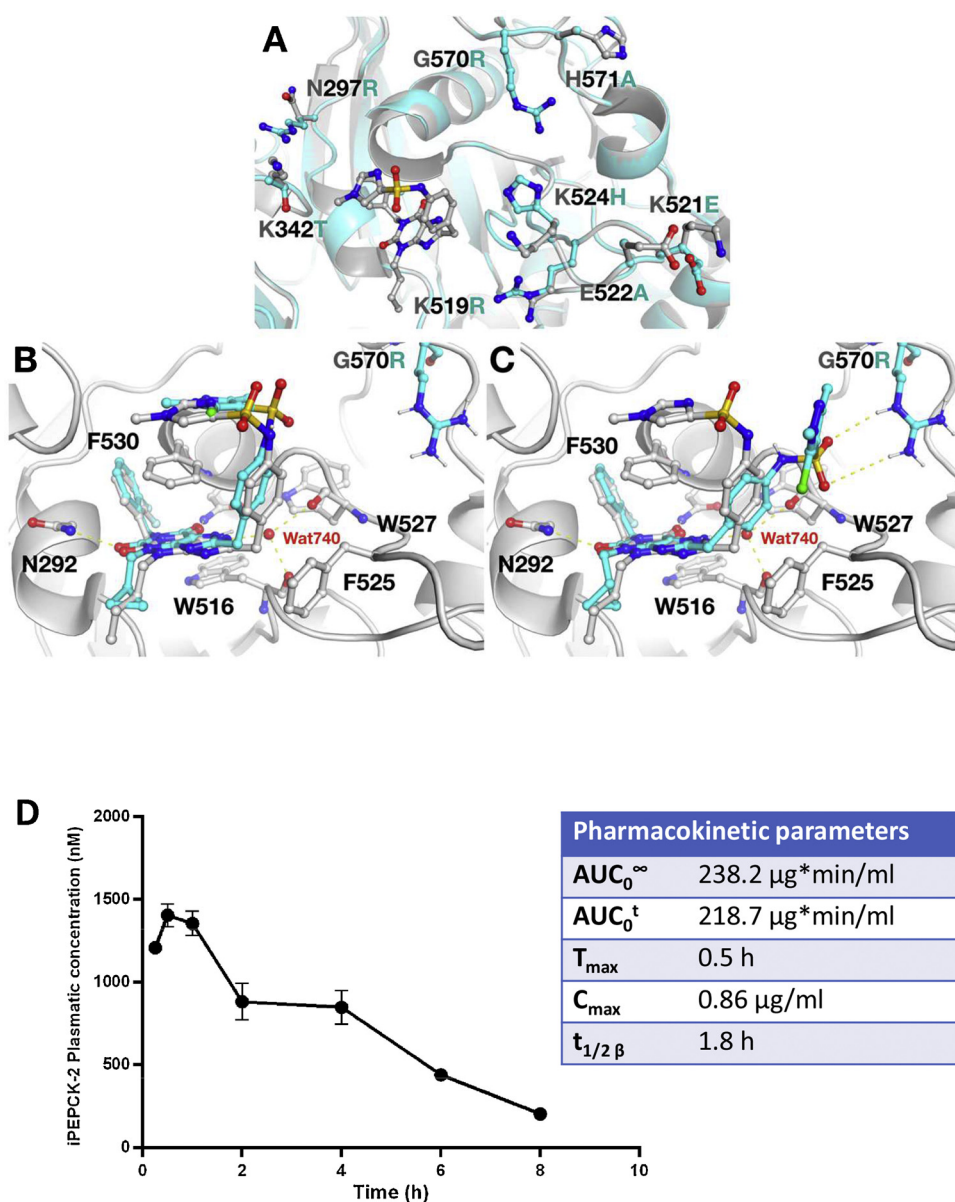 A
G570R
H571A
N297R
K524H
K521E
K342T
K519R
E522A
B
G570R
F530
W527
Wat740
N292
F525
W516
C
G570R
F530
W527
Wat740
N292
F525
W516
D
iPEPCK-2 Plasmatic concentration (nM)
2000
1500
1000
500
0
0 2 4 6 8 10
Time (h)
Pharmacokinetic parameters
AUC₀∞ 238.2 µg*min/ml
AUC₀ᵗ 218.7 µg*min/ml
Tmax 0.5 h
Cmax 0.86 µg/ml
t1/2 β 1.8 h